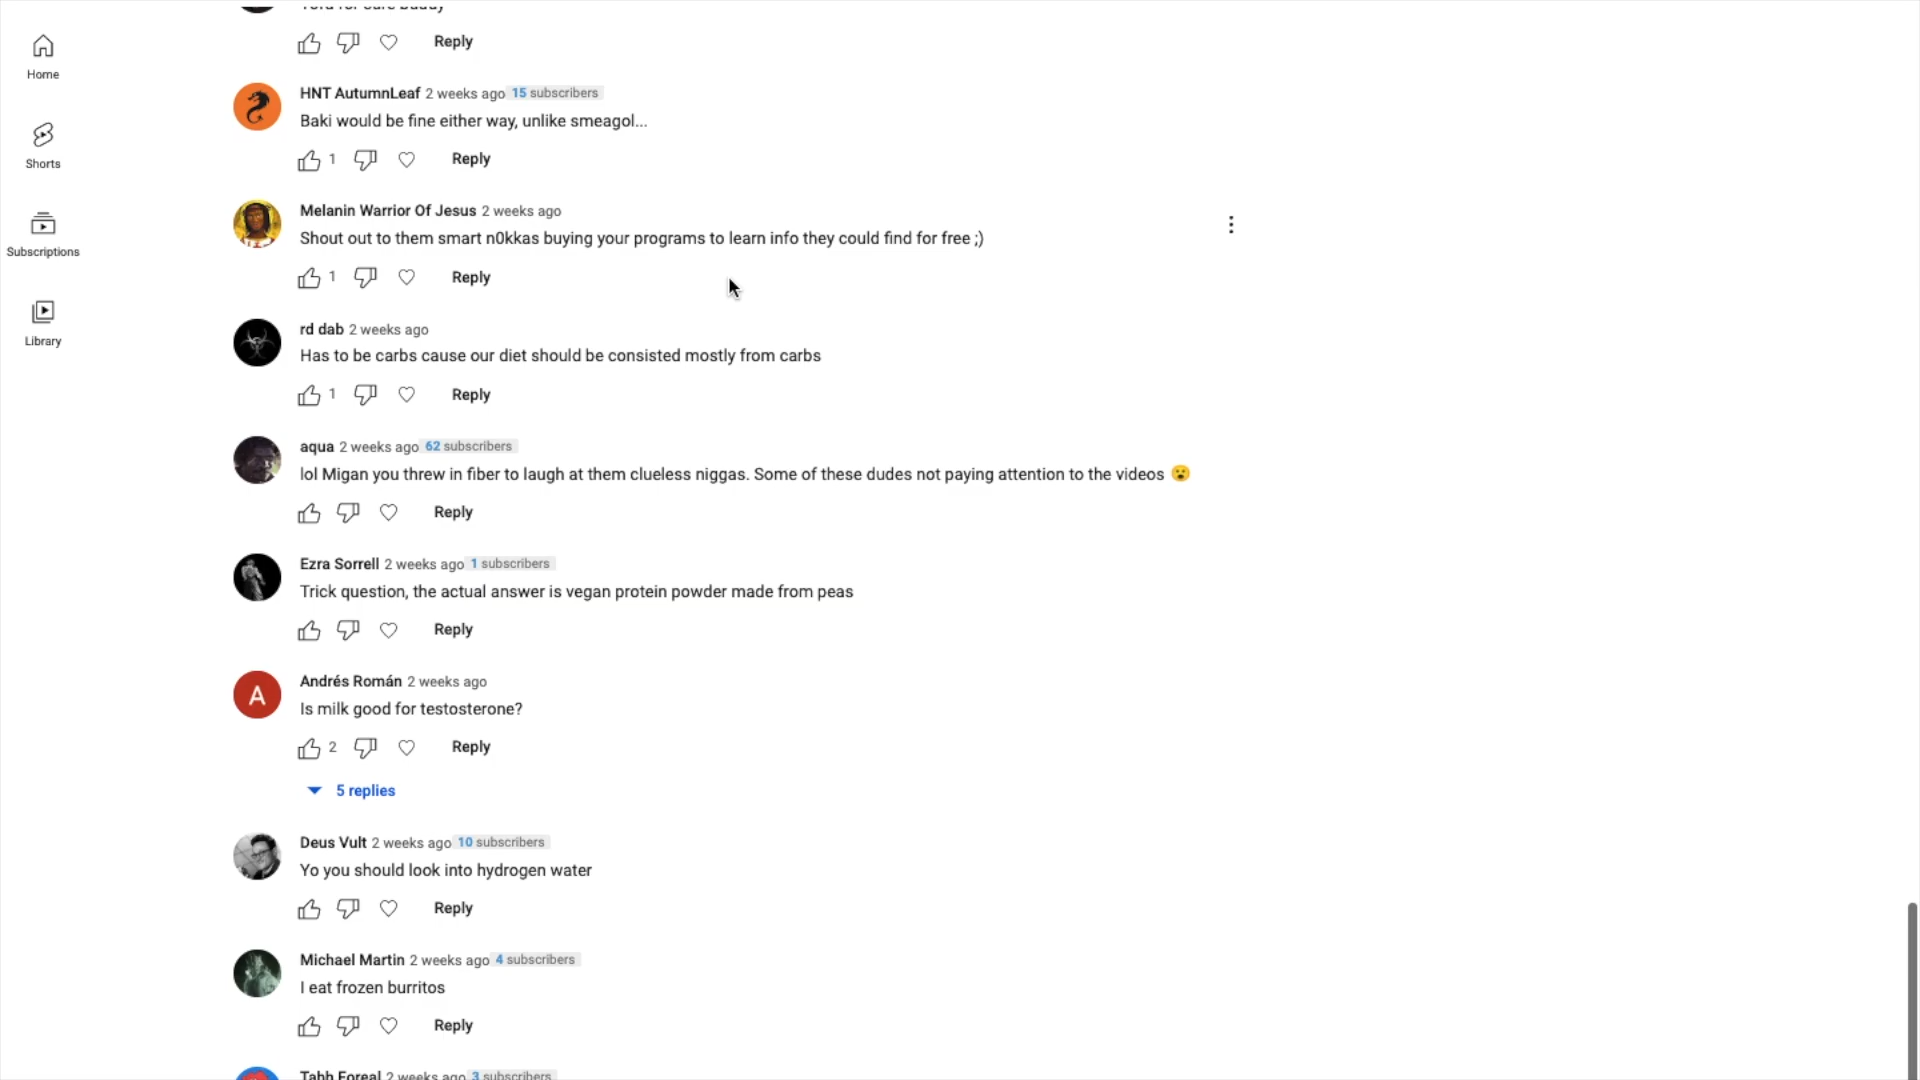 Reply
Home
HNT AutumnLeaf 2 weeks ago 15 subscribers
Baki would be fine either way, unlike smeagol...
1 Reply
Shorts
Melanin Warrior Of Jesus 2 weeks ago
Shout out to them smart n0kkas buying your programs to learn info they could find for free ;)
1 Reply
Subscriptions
rd dab 2 weeks ago
Has to be carbs cause our diet should be consisted mostly from carbs
1 Reply
Library
aqua 2 weeks ago 62 subscribers
lol Migan you threw in fiber to laugh at them clueless niggas. Some of these dudes not paying attention to the videos 😮
Reply
Ezra Sorrell 2 weeks ago 1 subscribers
Trick question, the actual answer is vegan protein powder made from peas
Reply
A
Andrés Román 2 weeks ago
Is milk good for testosterone?
2 Reply
5 replies
Deus Vult 2 weeks ago 10 subscribers
Yo you should look into hydrogen water
Reply
Michael Martin 2 weeks ago 4 subscribers
I eat frozen burritos
Reply
Tabh Foreal 2 weeks ago 3 subscribers